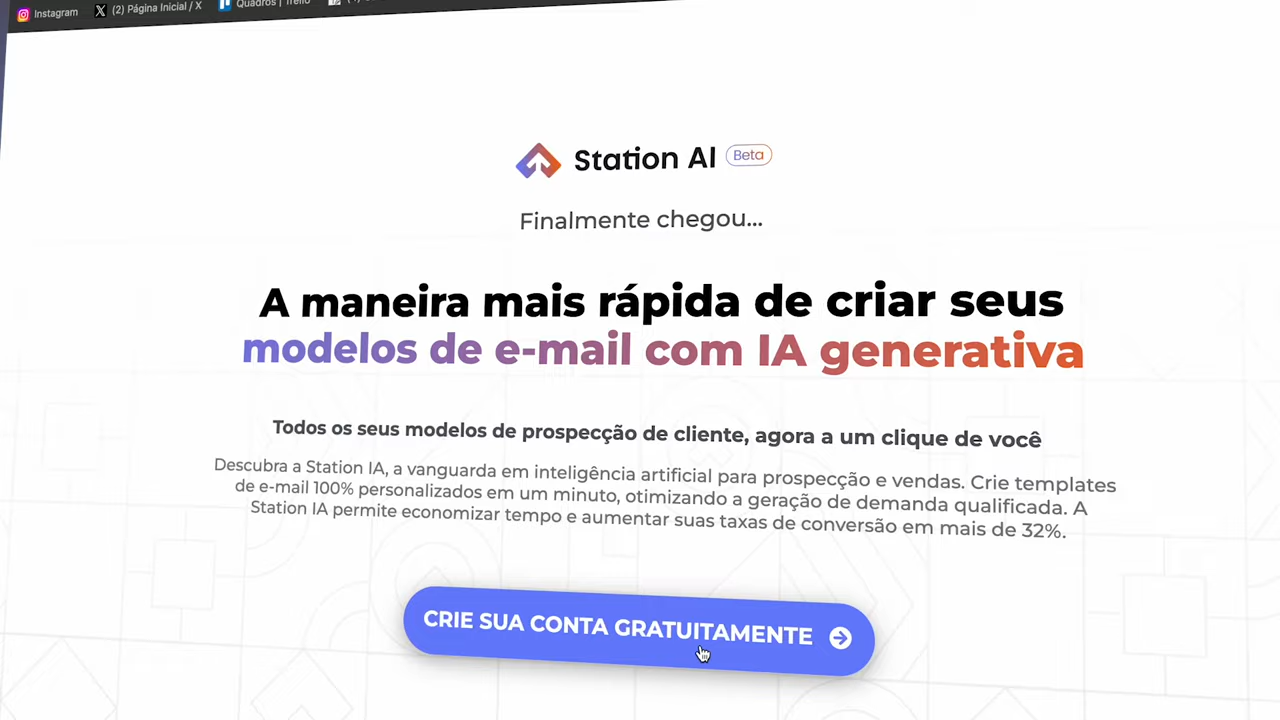 Instagram
(2) Página Inicial / X
Quadros | Trello
Station AI Beta
Finalmente chegou...
A maneira mais rápida de criar seus
modelos de e-mail com IA generativa
Todos os seus modelos de prospecção de cliente, agora a um clique de você
Descubra a Station IA, a vanguarda em inteligência artificial para prospecção e vendas. Crie templates
de e-mail 100% personalizados em um minuto, otimizando a geração de demanda qualificada. A
Station IA permite economizar tempo e aumentar suas taxas de conversão em mais de 32%.
CRIE SUA CONTA GRATUITAMENTE